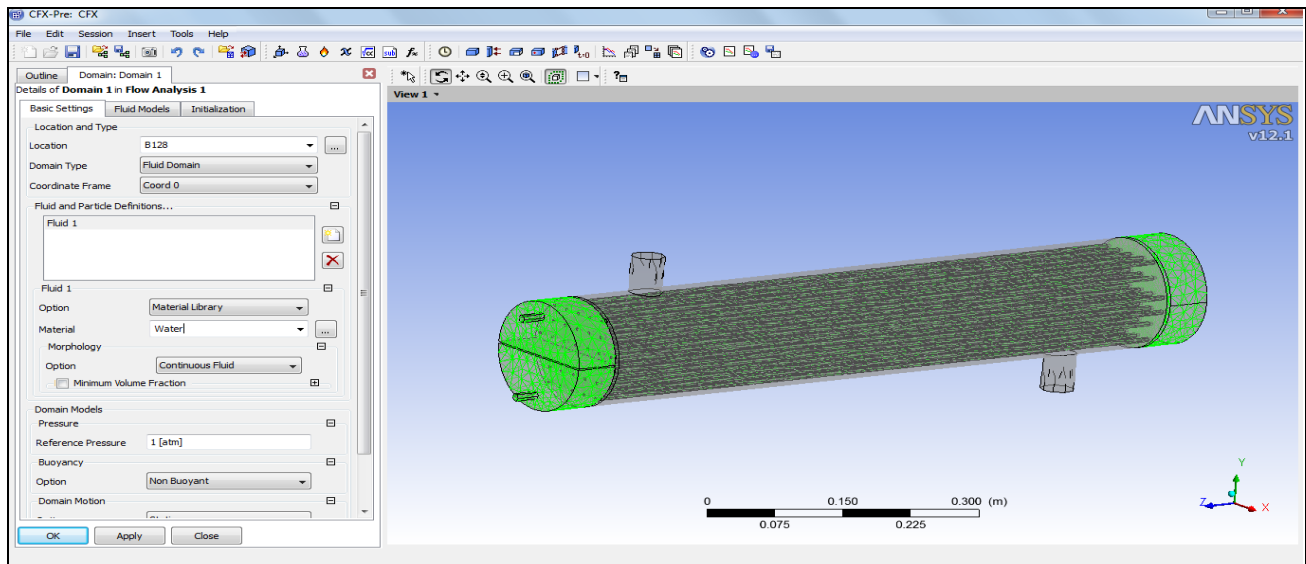 CFX-Pre: CFX
File Edit Session Insert Tools Help
Outline Domain: Domain 1
Details of Domain 1 in Flow Analysis 1
Basic Settings Fluid Models Initialization
Location and Type
Location B128 ...
Domain Type Fluid Domain
Coordinate Frame Coord 0
Fluid and Particle Definitions...
Fluid 1
Fluid 1
Option Material Library
Material Water ...
Morphology
Option Continuous Fluid
Minimum Volume Fraction
Domain Models
Pressure
Reference Pressure 1 [atm]
Buoyancy
Option Non Buoyant
Domain Motion
OK Apply Close
View 1
ANSYS
v12.1
0 0.150 0.300 (m)
0.075 0.225
Y
Z X